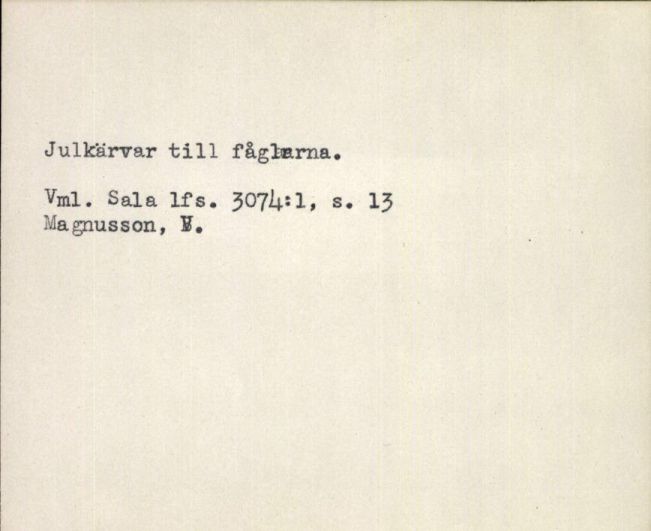 Julkärvar till fåglarna.
Vml. Sala lfs. 3074:1, s. 13
Magnusson, V.